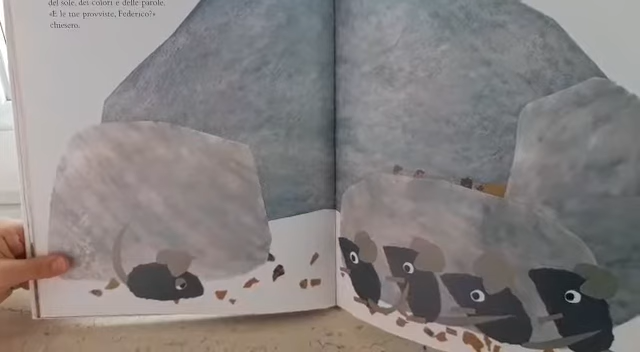 del sole, dei colori e delle parole.
«E le tue provviste, Federico?»
chiesero.